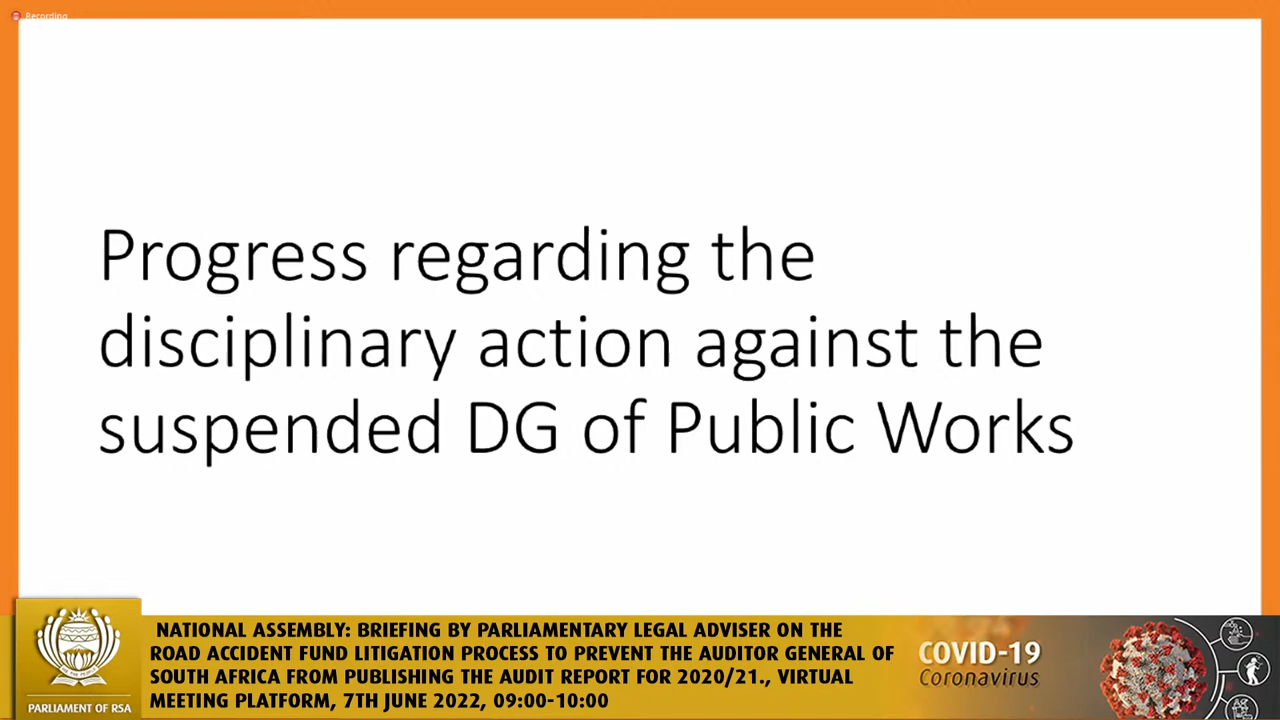 Recording
Progress regarding the
disciplinary action against the
suspended DG of Public Works
NATIONAL ASSEMBLY: BRIEFING BY PARLIAMENTARY LEGAL ADVISER ON THE
ROAD ACCIDENT FUND LITIGATION PROCESS TO PREVENT THE AUDITOR GENERAL OF
SOUTH AFRICA FROM PUBLISHING THE AUDIT REPORT FOR 2020/21., VIRTUAL
MEETING PLATFORM, 7TH JUNE 2022, 09:00-10:00
PARLIAMENT OF RSA
COVID-19
Coronavirus